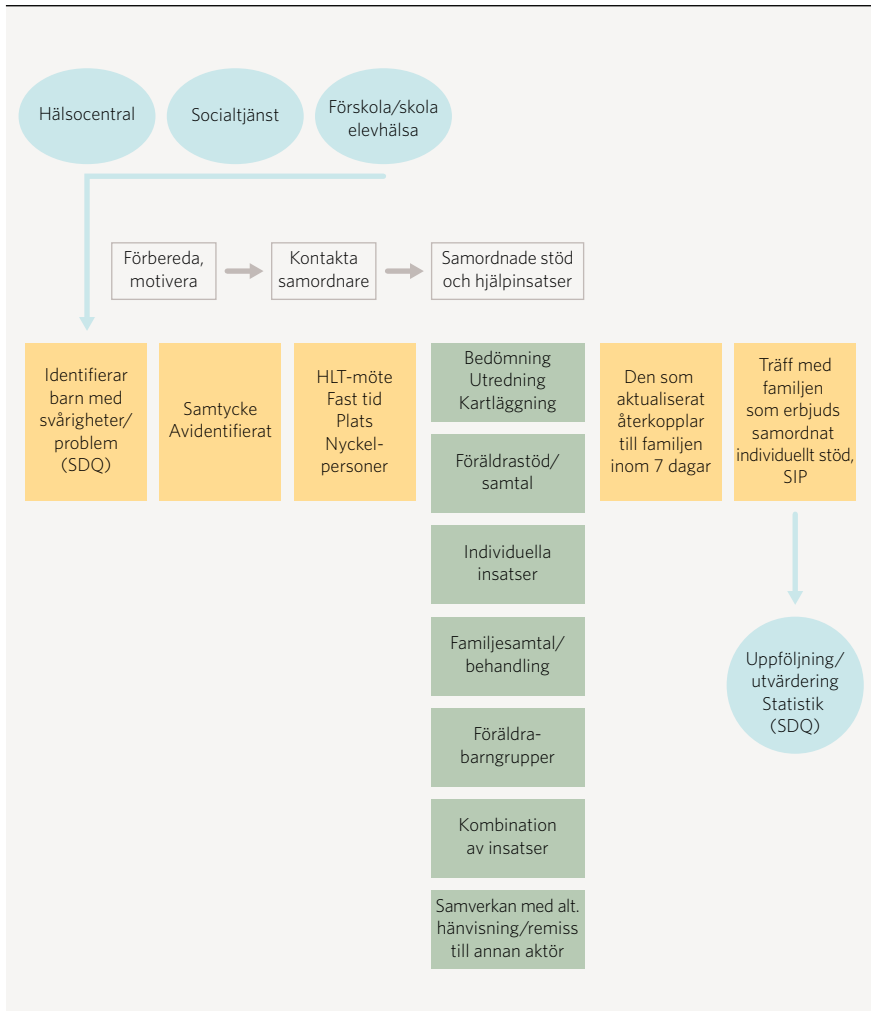 Hälsocentral
Socialtjänst
Förskola/skola
elevhälsa
Förbereda,
motivera
Kontakta
samordnare
Samordnade stöd
och hjälpinsatser
Identifierar
barn med
svårigheter/
problem
(SDQ)
Samtycke
Avidentifierat
HLT-möte
Fast tid
Plats
Nyckel-
personer
Bedömning
Utredning
Kartläggning
Föräldrastöd/
samtal
Individuella
insatser
Familjesamtal/
behandling
Föräldra-
barngrupper
Kombination
av insatser
Samverkan med alt.
hänvisning/remiss
till annan aktör
Den som
aktualiserat
återkopplar
till familjen
inom 7 dagar
Träff med
familjen
som erbjuds
samordnat
individuellt stöd,
SIP
Uppföljning/
utvärdering
Statistik
(SDQ)